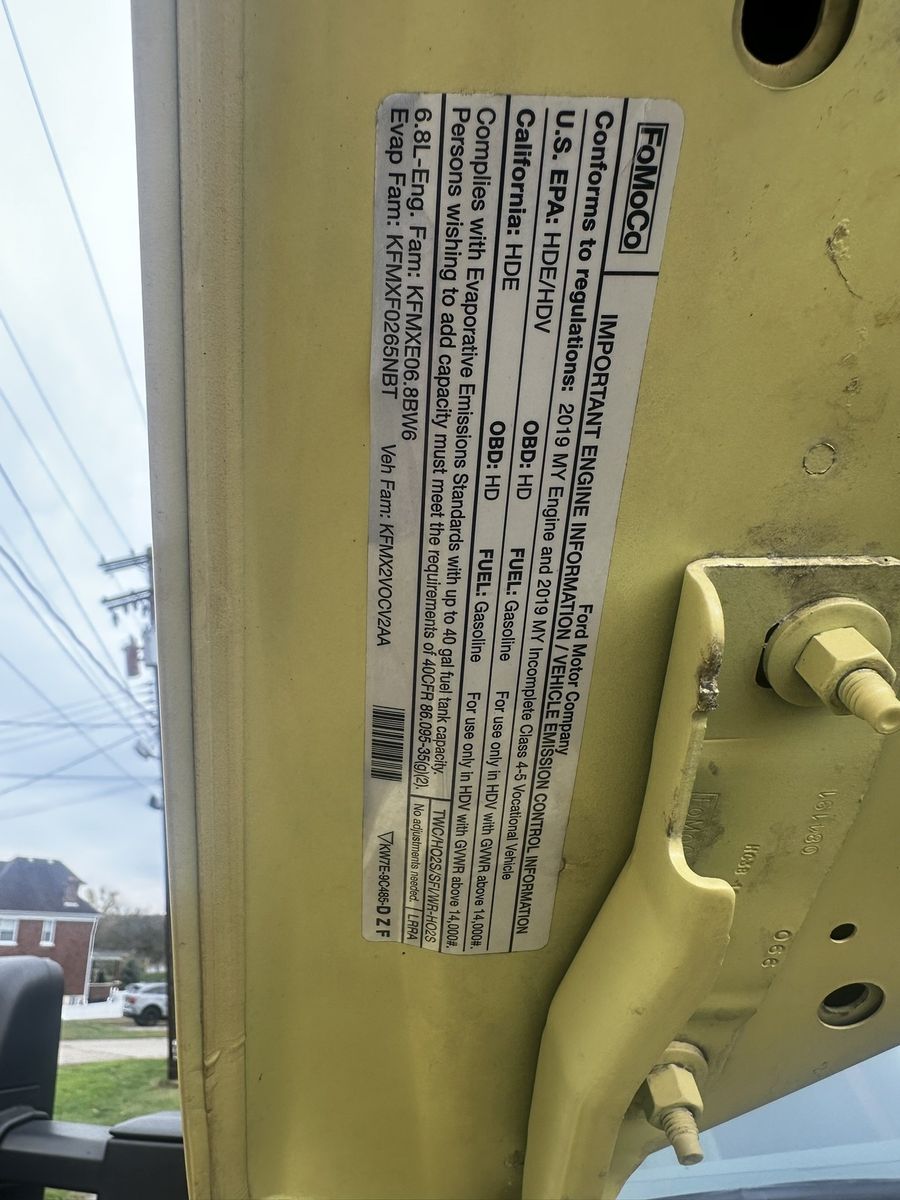 FoMoCo
Ford Motor Company
IMPORTANT ENGINE INFORMATION / VEHICLE EMISSION CONTROL INFORMATION
Conforms to regulations: 2019 MY Engine and 2019 MY Incomplete Class 4-5 Vocational Vehicle
U.S. EPA: HDE/HDV OBD: HD FUEL: Gasoline For use only in HDV with GVWR above 14,000#.
California: HDE OBD: HD FUEL: Gasoline For use only in HDV with GVWR above 14,000#.
Complies with Evaporative Emissions Standards with up to 40 gal fuel tank capacity.
Persons wishing to add capacity must meet the requirements of 40CFR 86.095-35(g)(2).
TWC/HO2S/SFI/WR-HO2S
No adjustments needed. LRRA
6.8L-Eng. Fam: KFMXE06.8BW6
Evap Fam: KFMXF0265NBT Veh Fam: KFMX2VOCV2AA
KW7E-9C485-D Z F
FoMoCo
990